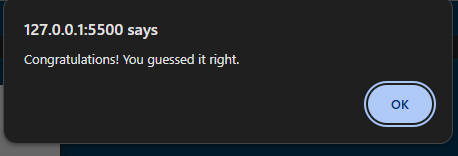 127.0.0.1:5500 says
Congratulations! You guessed it right.
OK